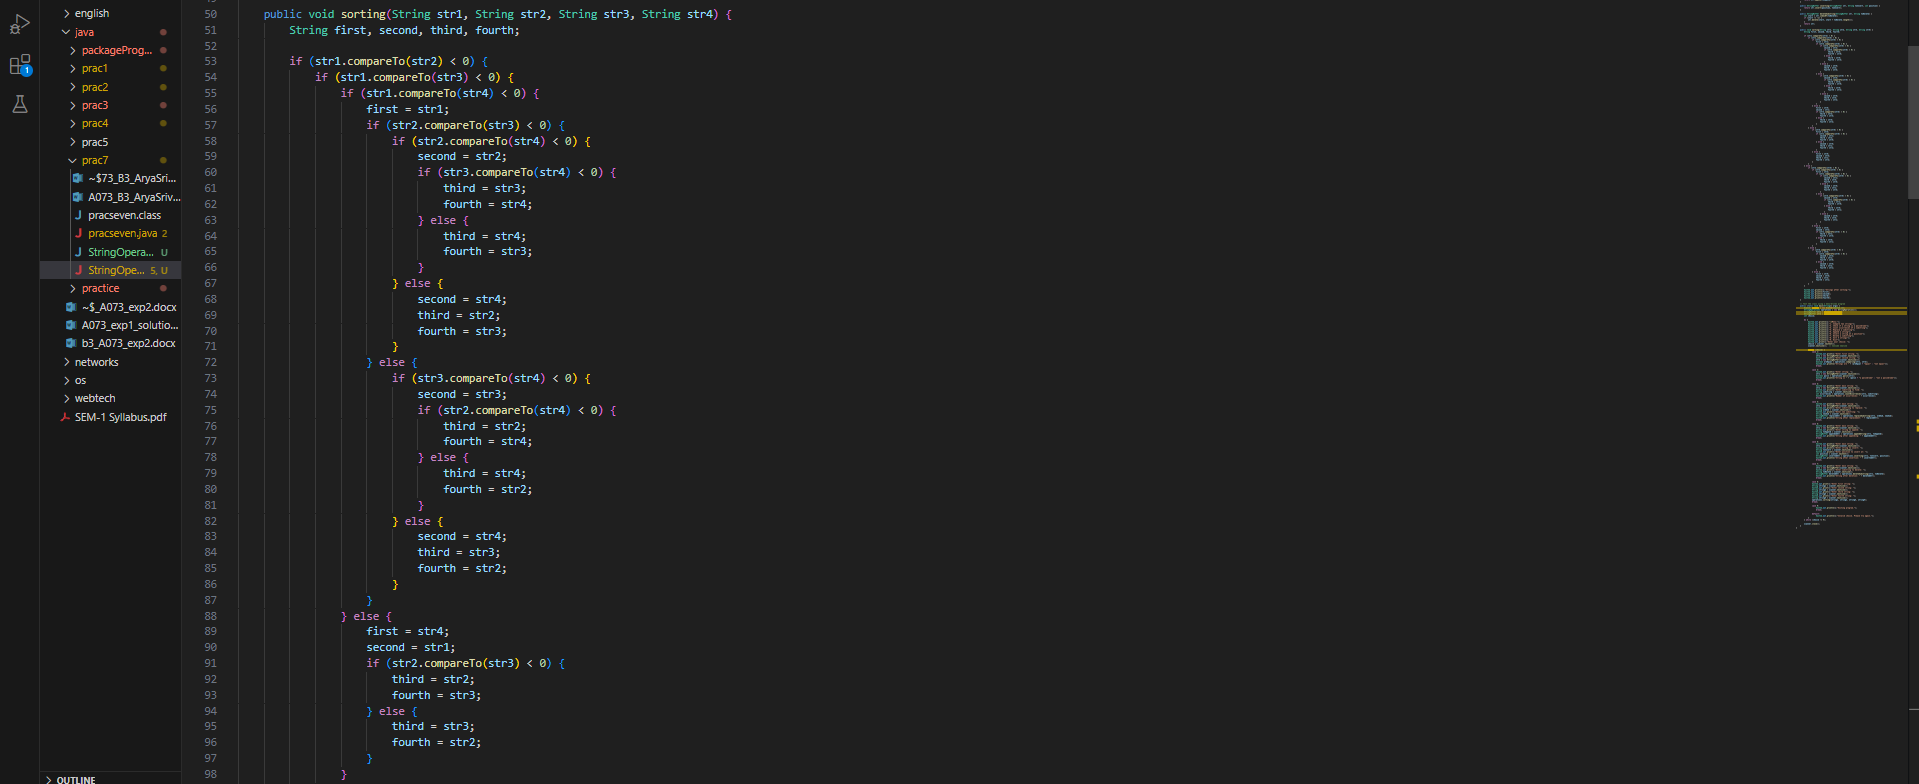 english
java
packageProg...
prac1
prac2
prac3
prac4
prac5
prac7
~$73_B3_AryaSri...
A073_B3_AryaSriv...
pracseven.class
pracseven.java 2
StringOpera... U
StringOpe... 5, U
practice
~$_A073_exp2.docx
A073_exp1_solutio...
b3_A073_exp2.docx
networks
os
webtech
SEM-1 Syllabus.pdf
OUTLINE
1
50 public void sorting(String str1, String str2, String str3, String str4) {
51 String first, second, third, fourth;
52
53 if (str1.compareTo(str2) < 0) {
54 if (str1.compareTo(str3) < 0) {
55 if (str1.compareTo(str4) < 0) {
56 first = str1;
57 if (str2.compareTo(str3) < 0) {
58 if (str2.compareTo(str4) < 0) {
59 second = str2;
60 if (str3.compareTo(str4) < 0) {
61 third = str3;
62 fourth = str4;
63 } else {
64 third = str4;
65 fourth = str3;
66 }
67 } else {
68 second = str4;
69 third = str2;
70 fourth = str3;
71 }
72 } else {
73 if (str3.compareTo(str4) < 0) {
74 second = str3;
75 if (str2.compareTo(str4) < 0) {
76 third = str2;
77 fourth = str4;
78 } else {
79 third = str4;
80 fourth = str2;
81 }
82 } else {
83 second = str4;
84 third = str3;
85 fourth = str2;
86 }
87 }
88 } else {
89 first = str4;
90 second = str1;
91 if (str2.compareTo(str3) < 0) {
92 third = str2;
93 fourth = str3;
94 } else {
95 third = str3;
96 fourth = str2;
97 }
98 }